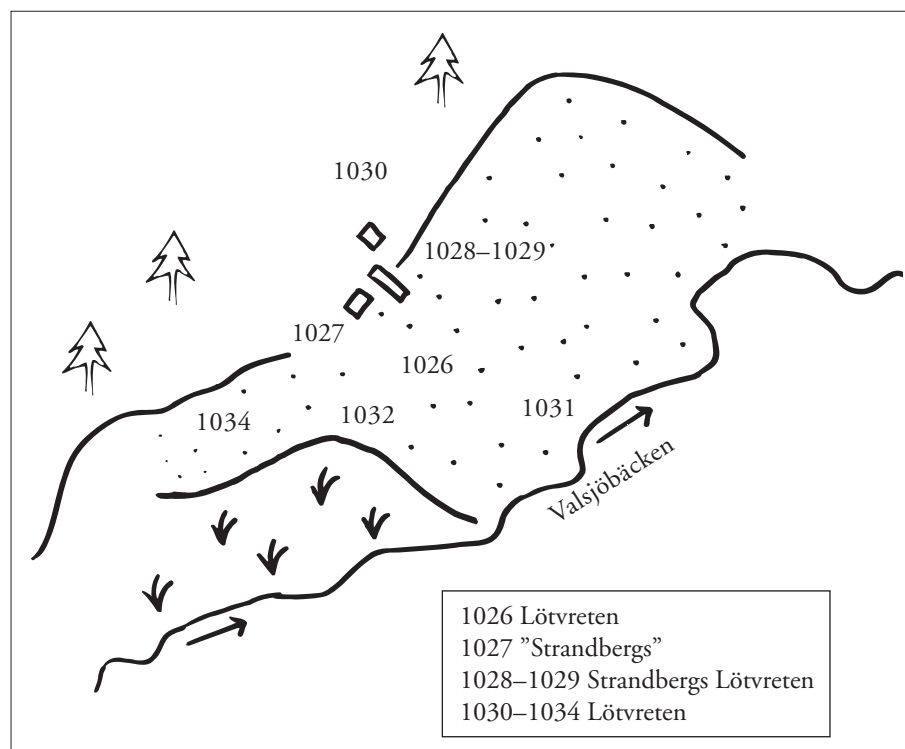 1030
1028–1029
1027
1026
1034
1032
1031
Valsjöbäcken
1026 Lötvreten
1027 ”Strandbergs”
1028–1029 Strandbergs Lötvreten
1030–1034 Lötvreten